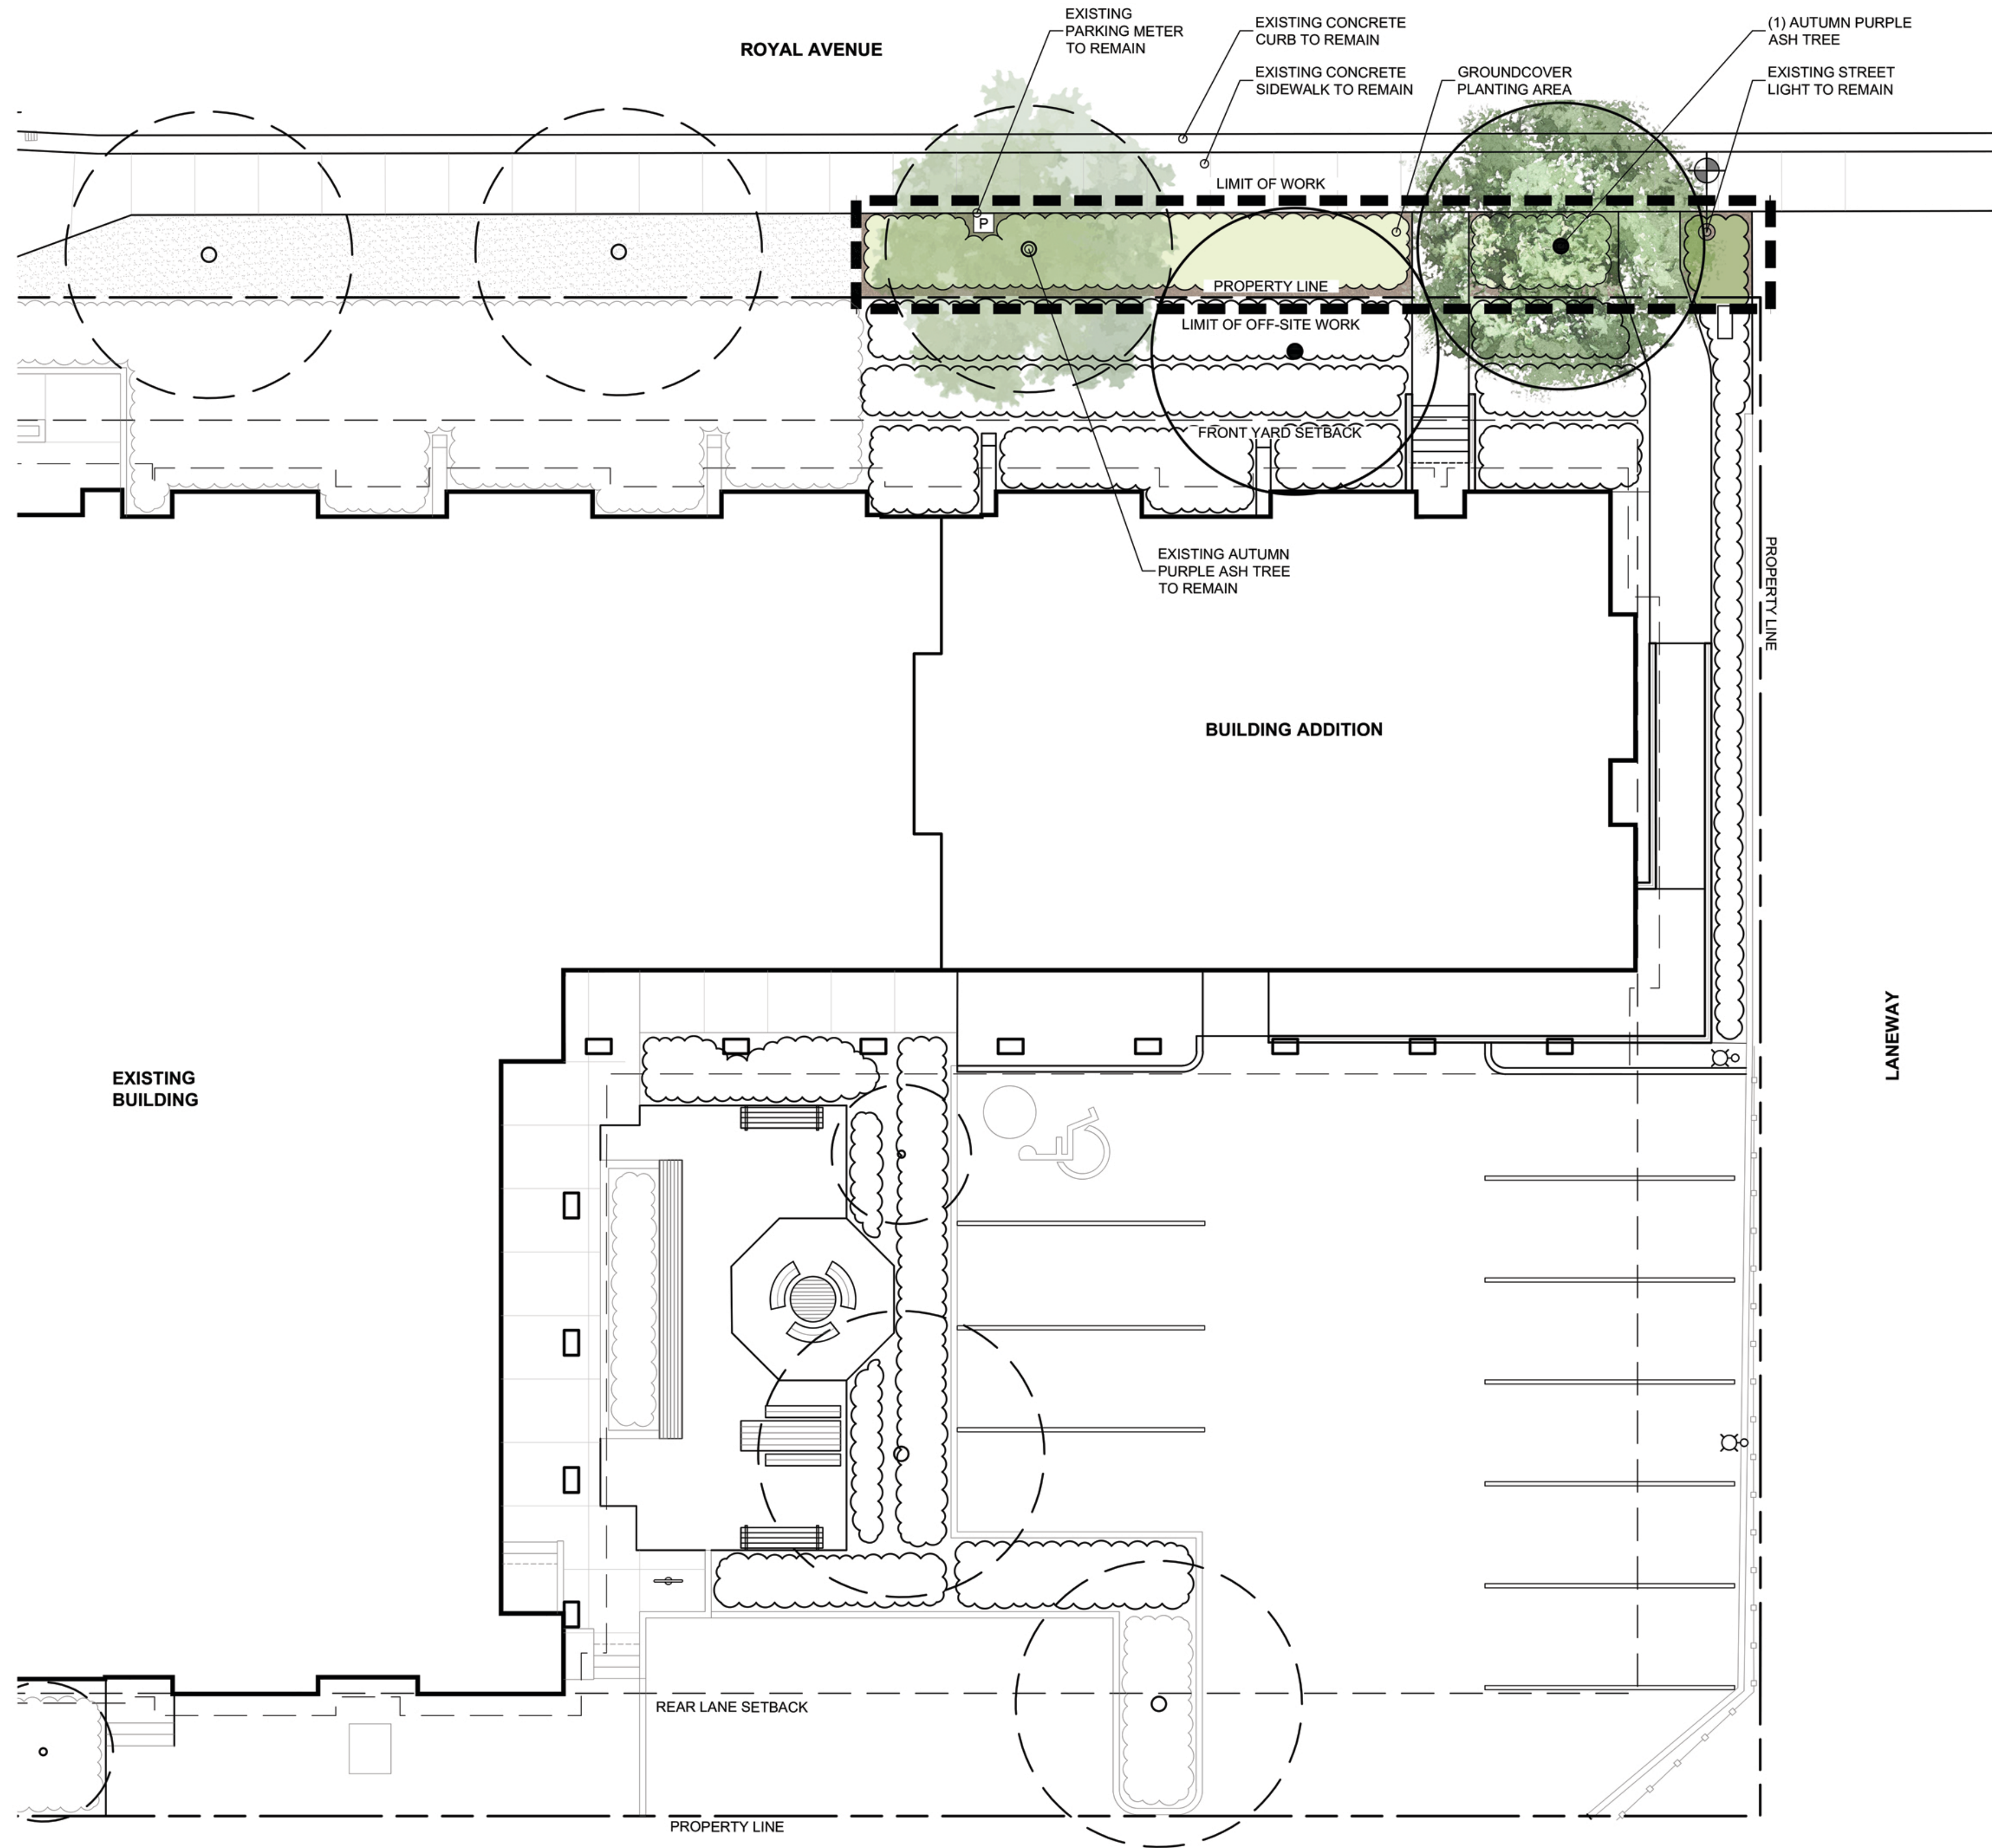 ROYAL AVENUE
EXISTING
PARKING METER
TO REMAIN
EXISTING CONCRETE
CURB TO REMAIN
EXISTING CONCRETE
SIDEWALK TO REMAIN
GROUNDCOVER
PLANTING AREA
(1) AUTUMN PURPLE
ASH TREE
EXISTING STREET
LIGHT TO REMAIN
LIMIT OF WORK
P
PROPERTY LINE
LIMIT OF OFF-SITE WORK
FRONT YARD SETBACK
EXISTING AUTUMN
PURPLE ASH TREE
TO REMAIN
PROPERTY LINE
BUILDING ADDITION
LANEWAY
EXISTING
BUILDING
REAR LANE SETBACK
PROPERTY LINE